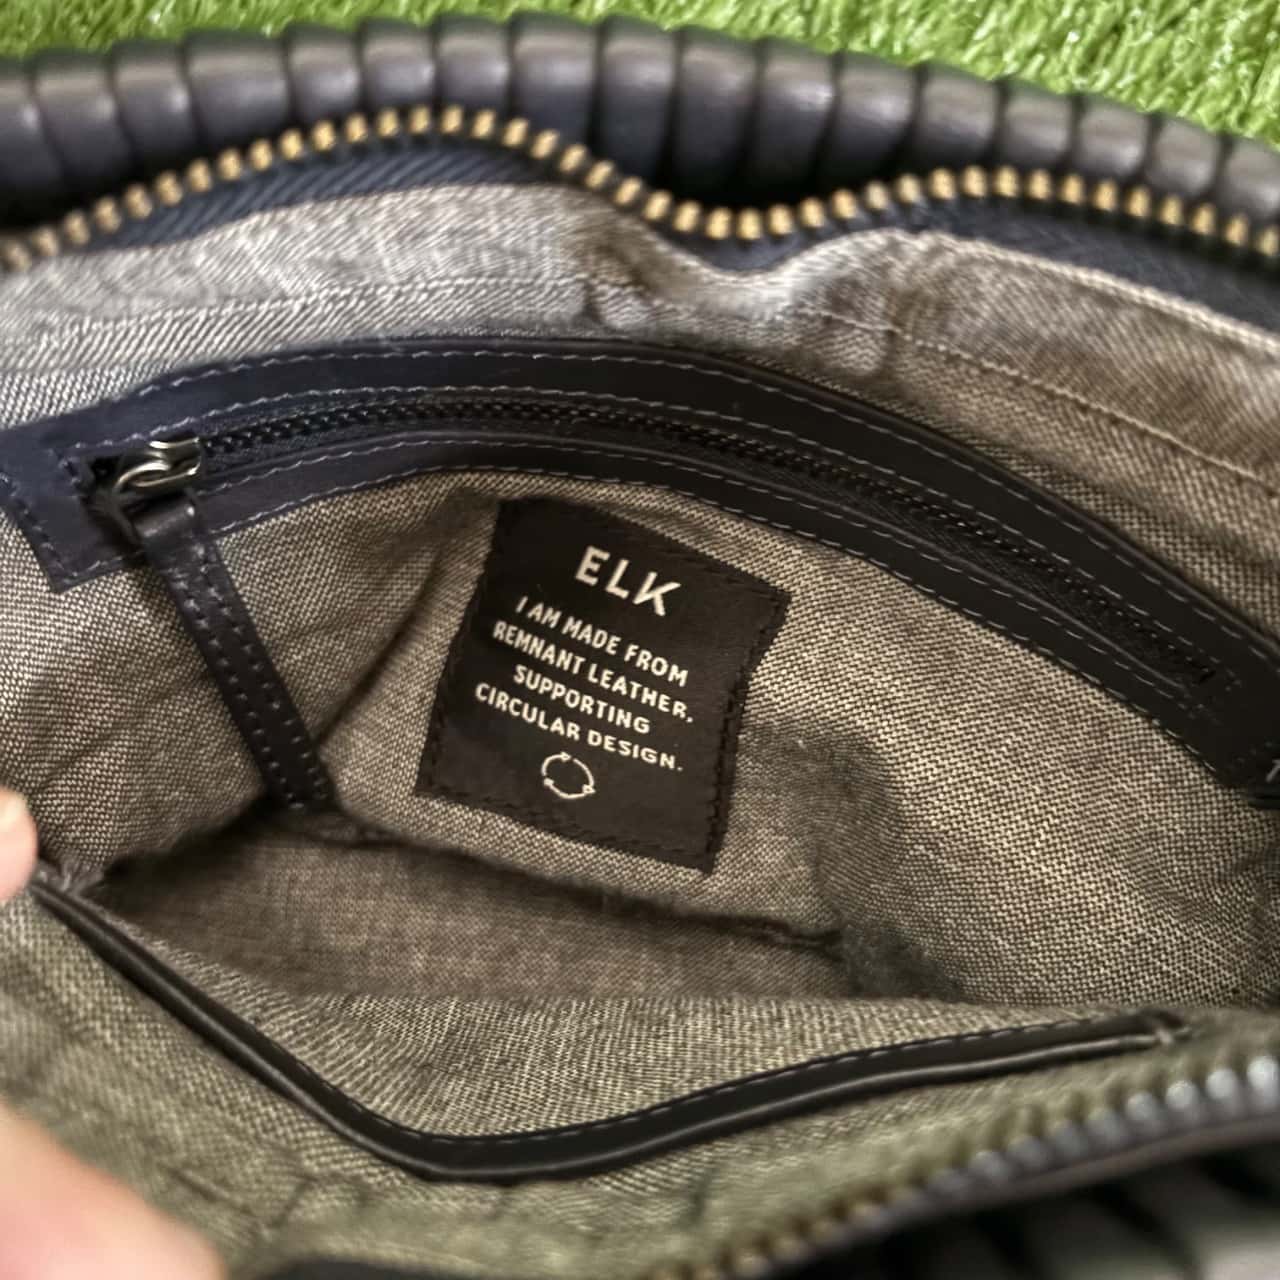 ELK
I AM MADE FROM
REMNANT LEATHER.
SUPPORTING
CIRCULAR DESIGN.